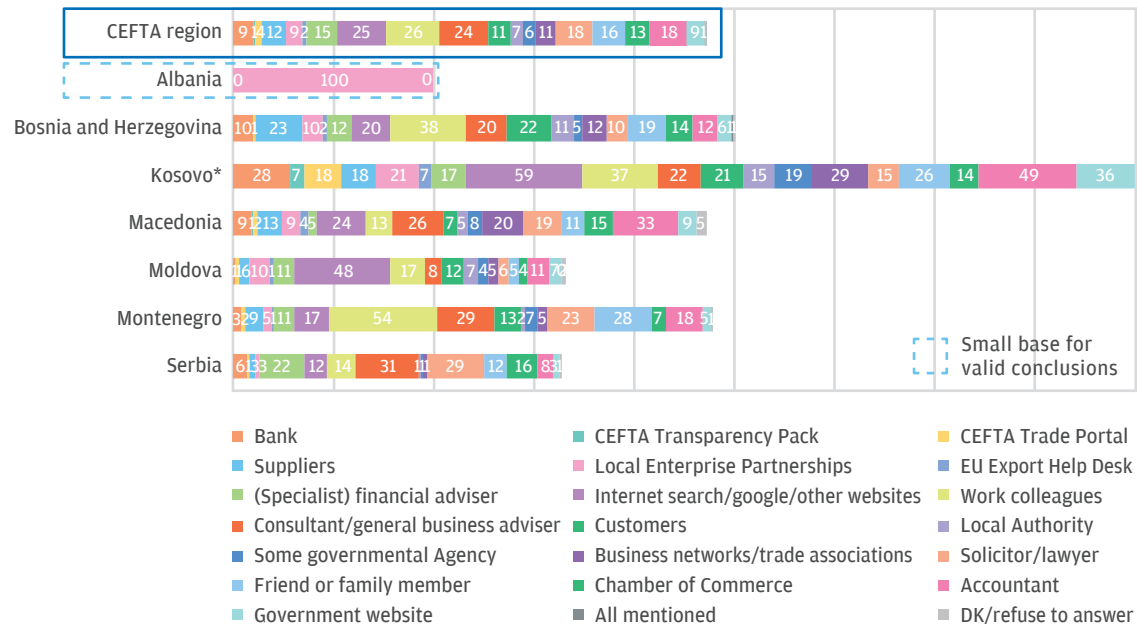 CEFTA region 9 1 4 12 9 2 15 25 26 24 11 7 6 11 18 16 13 18 9 1
Albania 0 100 0
Bosnia and Herzegovina 10 1 23 10 2 12 20 38 20 22 11 5 12 10 19 14 12 6 1
Kosovo* 28 7 18 18 21 7 17 59 37 22 21 15 19 29 15 26 14 49 36
Macedonia 9 1 2 13 9 4 5 24 13 26 7 5 8 20 19 11 15 33 9 5
Moldova 1 1 6 10 1 11 48 17 8 12 7 4 5 6 5 4 11 7 0 2
Montenegro 3 2 9 5 1 11 17 54 29 13 2 7 5 23 28 7 18 5 1
Serbia 6 1 3 3 22 12 14 31 1 1 29 12 16 8 3 1
Small base for
valid conclusions
Bank CEFTA Transparency Pack CEFTA Trade Portal
Suppliers Local Enterprise Partnerships EU Export Help Desk
(Specialist) financial adviser Internet search/google/other websites Work colleagues
Consultant/general business adviser Customers Local Authority
Some governmental Agency Business networks/trade associations Solicitor/lawyer
Friend or family member Chamber of Commerce Accountant
Government website All mentioned DK/refuse to answer